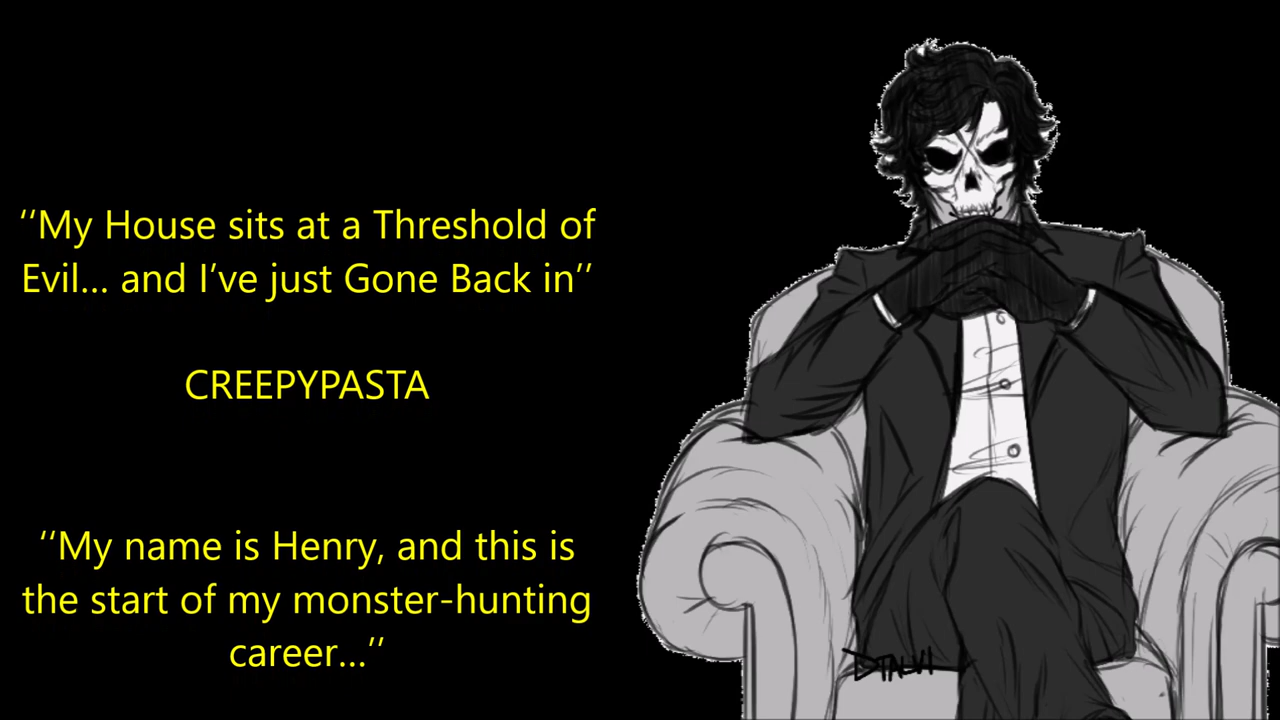 ‘‘My House sits at a Threshold of
Evil… and I’ve just Gone Back in’’
CREEPYPASTA
‘‘My name is Henry, and this is
the start of my monster-hunting
career…’’
DTALVI